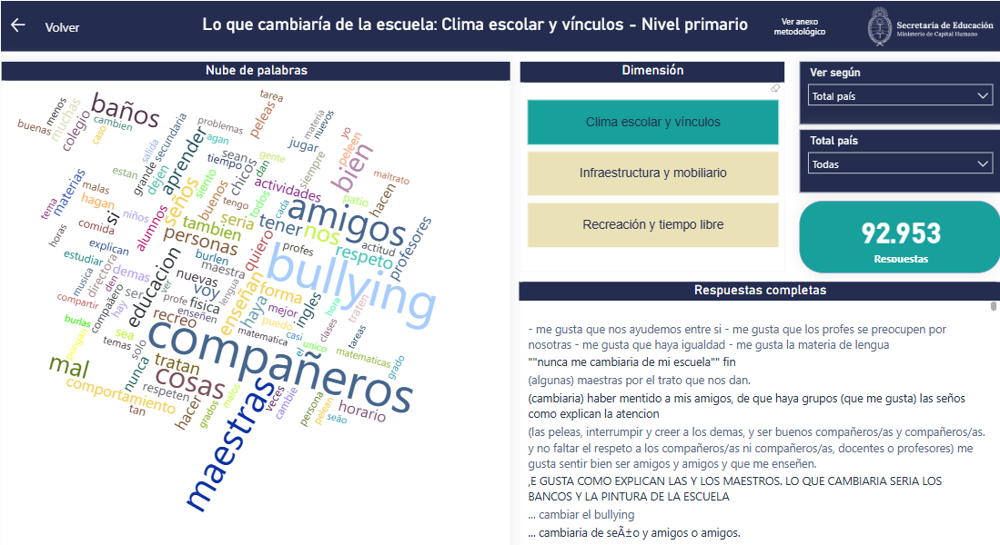 Volver
Lo que cambiaría de la escuela: Clima escolar y vínculos - Nivel primario
Ver anexo
metodológico
Secretaría de Educación
Ministerio de Capital Humano
Nube de palabras
tarea
baños
peleas
menos
muchas
buenas
colegio
cambien
caso
salida
secundaria
problemas
agan
materia
nuevos
jugar
yo
peleen
bien
aprender
sean
gente
siempre
maltrato
estan
grande
dejen
tiempo
dan
chicos
siento
actividades
hacen
patio
materias
malas
hagan
tema
seños
buenos
tengo
todos
cada
amigos
si
niños
alumnos
tambien
seria
tener
nos
profesores
horas
comida
explican
personas
quiero
profes
actitud
respeto
estudiar
directora
demas
burlen
maestra
bullying
musica
den
nuevas
educacion
compartir
compañero
hay
ser
ver
profe
voy
fisica
lengua
forma
enseñan
haya
ingles
hora
traten
mejor
burlas
recreo
enseñen
puedo
casi
clases
pongan
sea
temas
solo
compañeros
matematica
el
unico
tareas
matematicas
grado
mal
nunca
tratan
cosas
comportamiento
respeten
tan
hacer
grados
malos
maestras
veces
cambie
persona
pelean
seão
horario
Dimensión
Clima escolar y vínculos
Infraestructura y mobiliario
Recreación y tiempo libre
Ver según
Total país
Total país
Todas
92.953
Respuestas
Respuestas completas
- me gusta que nos ayudemos entre si - me gusta que los profes se preocupen por
nosotras - me gusta que haya igualdad - me gusta la materia de lengua
""nunca me cambiaria de mi escuela"" fin
(algunas) maestras por el trato que nos dan.
(cambiaria) haber mentido a mis amigos, de que haya grupos (que me gusta) las seños
como explican la atencion
(las peleas, interrumpir y creer a los demas, y ser buenos compañeros/as y compañeros/as.
y no faltar el respeto a los compañeros/as ni compañeros/as, docentes o profesores) me
gusta sentir bien ser amigos y amigos y que me enseñen.
,E GUSTA COMO EXPLICAN LAS Y LOS MAESTROS. LO QUE CAMBIARIA SERIA LOS
BANCOS Y LA PINTURA DE LA ESCUELA
... cambiar el bullying
... cambiaria de seÃ±o y amigos o amigos.